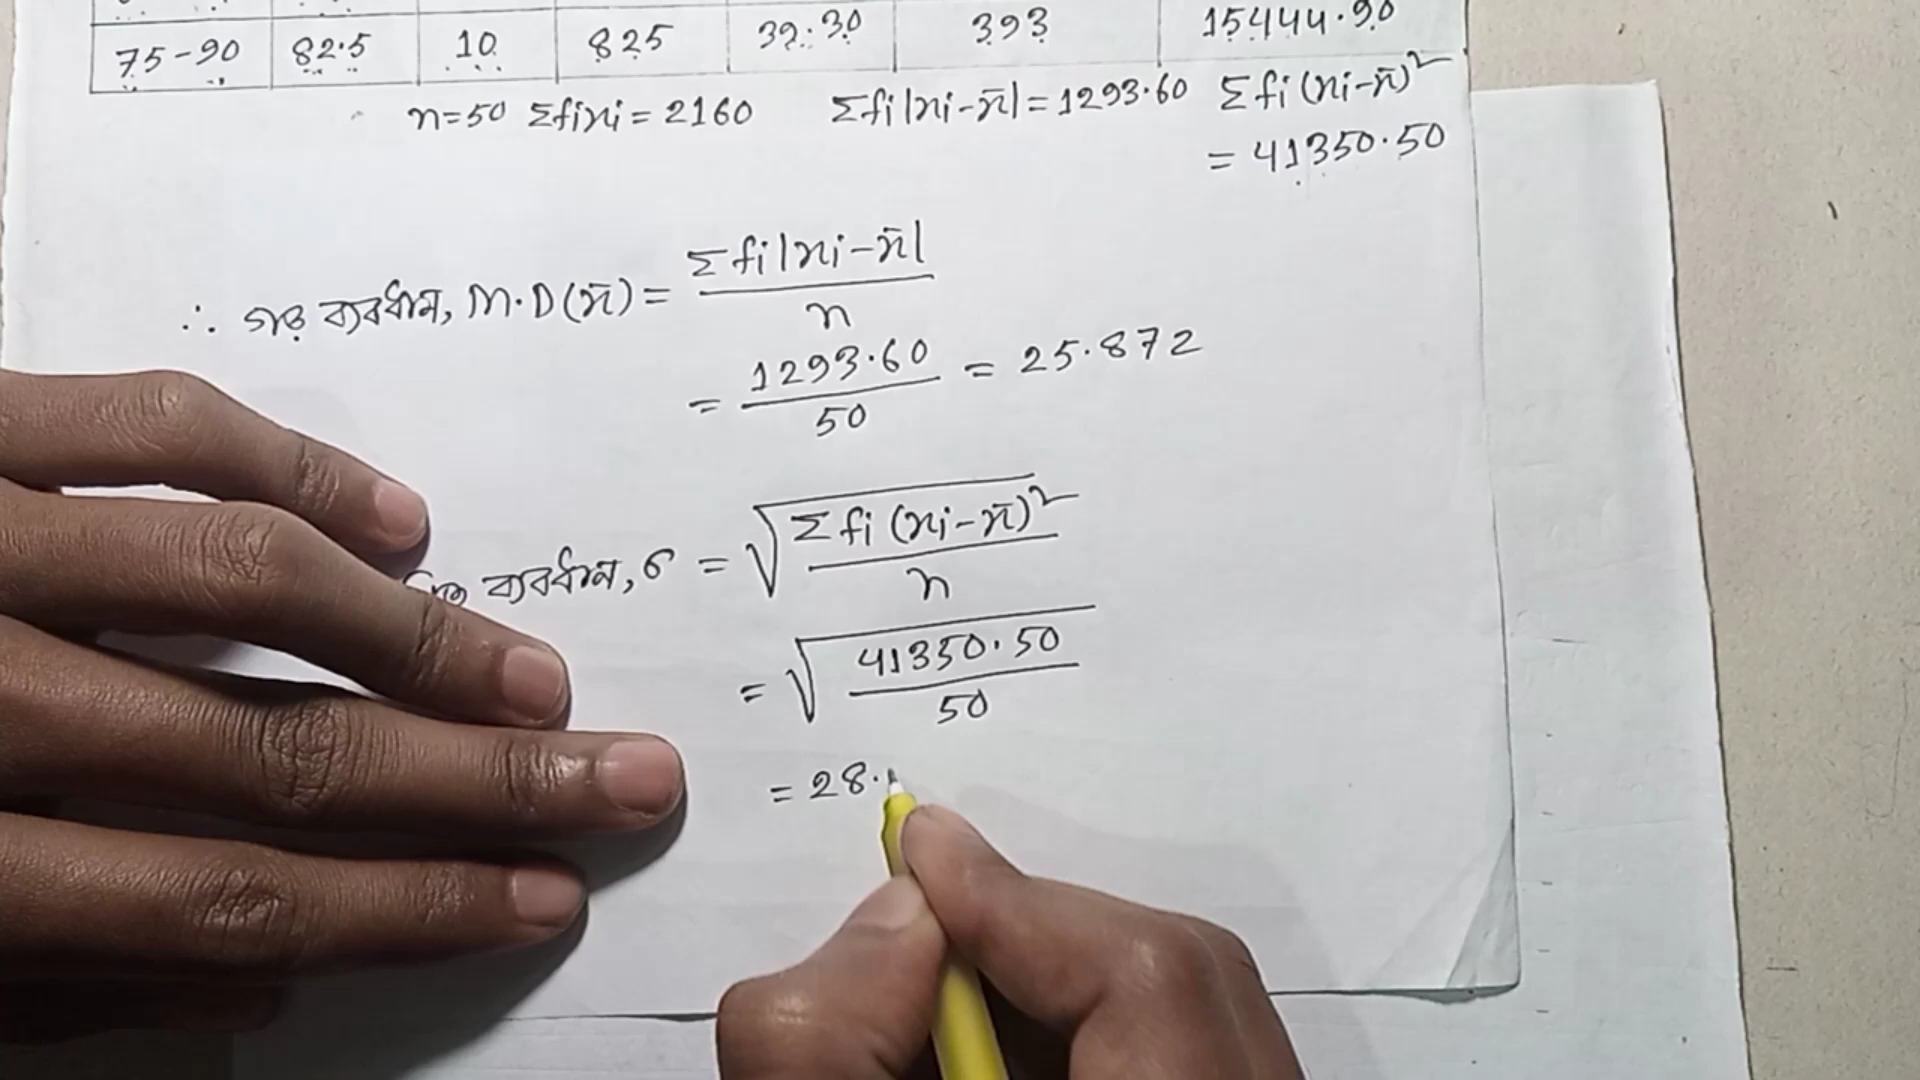 75-90 82.5 10 825 39.30 393 15444.90
n=50 Σfixi = 2160 Σfi|xi-x̄| = 1293.60 Σfi(xi-x̄)²
= 41350.50
∴ গড় ব্যবধান, M.D(x̄) = Σfi|xi-x̄| / n
= 1293.60 / 50 = 25.872
ব্যবধান, σ = √(Σfi(xi-x̄)² / n)
= √(41350.50 / 50)
= 28.